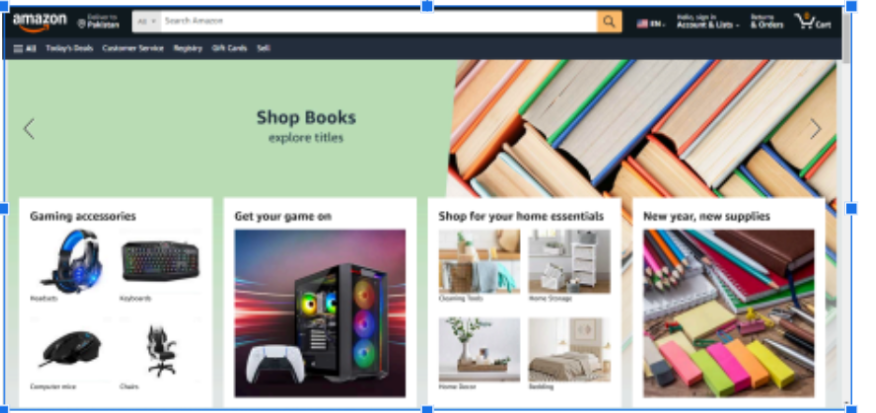 amazon
Deliver to
Pakistan
All
Search Amazon
EN
Hello, sign in
Account & Lists
Returns
& Orders
0
Cart
All
Today's Deals
Customer Service
Registry
Gift Cards
Sell
Shop Books
explore titles
Gaming accessories
Headsets
Keyboards
Computer mice
Chairs
Get your game on
Shop for your home essentials
Cleaning Tools
Home Storage
Home Decor
Bedding
New year, new supplies